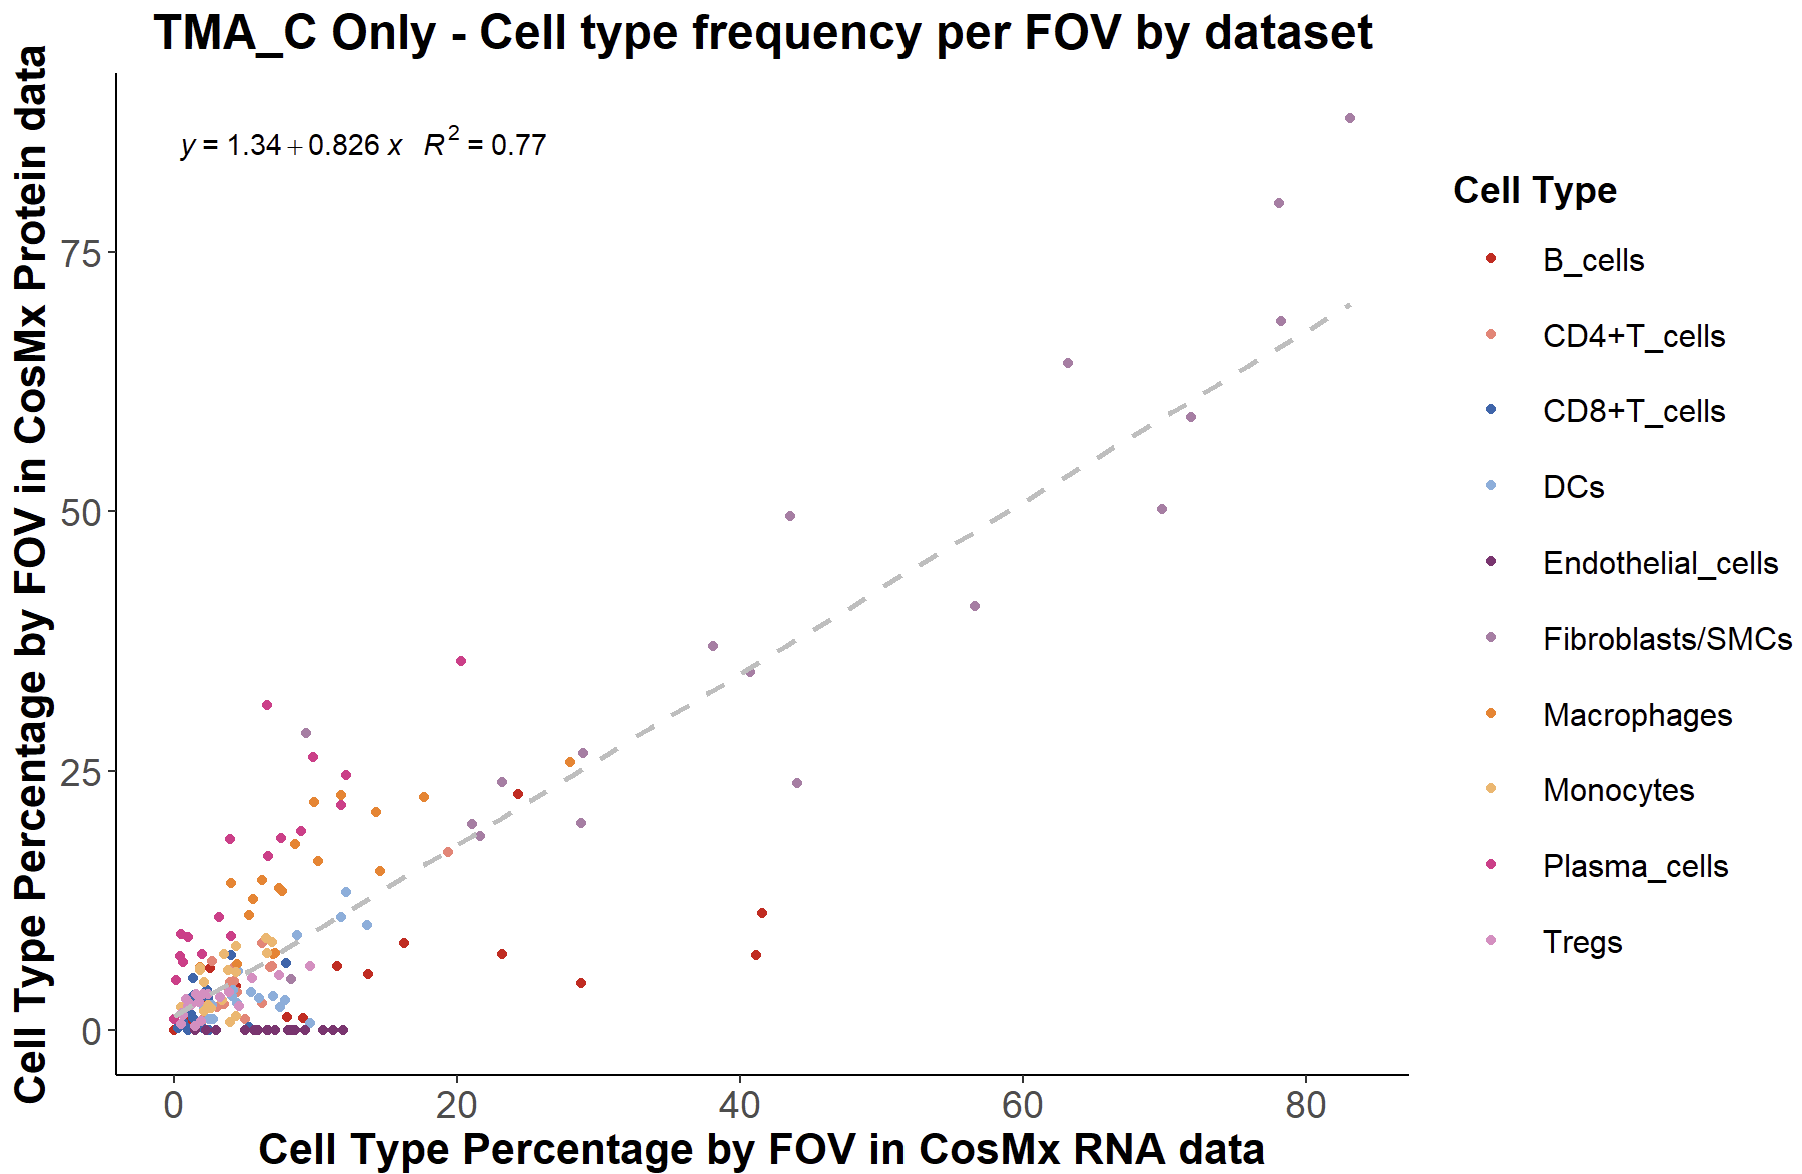 TMA_C Only - Cell type frequency per FOV by dataset
Cell Type Percentage by FOV in CosMx Protein data
y = 1.34 + 0.826 x R² = 0.77
75
50
25
0
0 20 40 60 80
Cell Type Percentage by FOV in CosMx RNA data
Cell Type
B_cells
CD4+T_cells
CD8+T_cells
DCs
Endothelial_cells
Fibroblasts/SMCs
Macrophages
Monocytes
Plasma_cells
Tregs